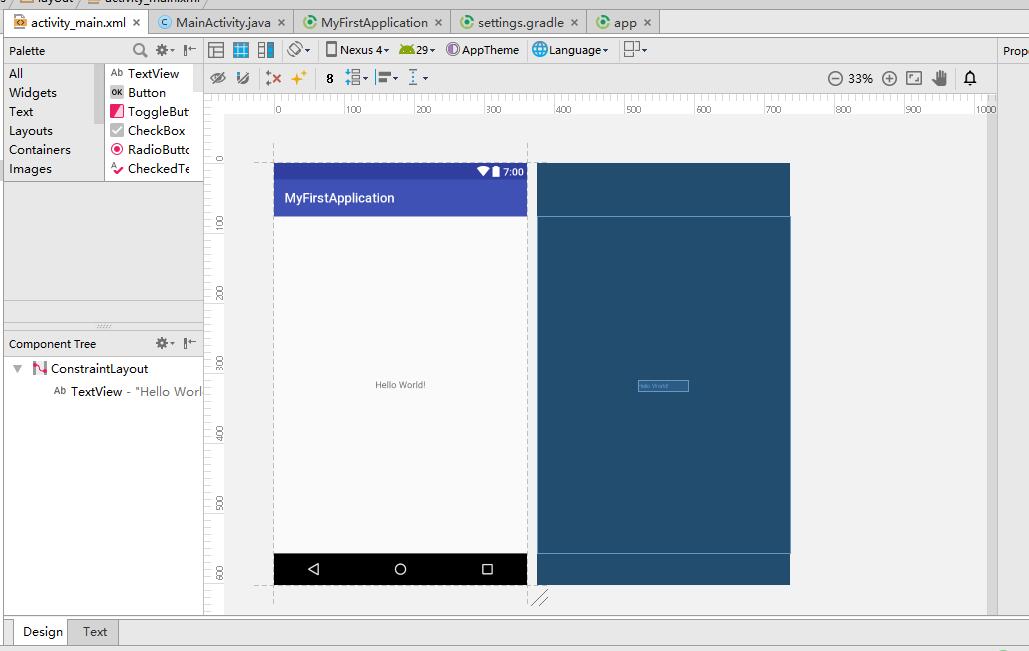 layout
activity_main.xml
activity_main.xml
MainActivity.java
MyFirstApplication
settings.gradle
app
Palette
Nexus 4
29
AppTheme
Language
Prop
All
Widgets
Text
Layouts
Containers
Images
Ab TextView
OK Button
ToggleBut
CheckBox
RadioButto
CheckedTe
8
33%
0 100 200 300 400 500 600 700 800 900 1000
0
100
200
300
400
500
600
7:00
MyFirstApplication
Hello World!
Hello World!
Component Tree
ConstraintLayout
Ab TextView - "Hello Worl
Design
Text